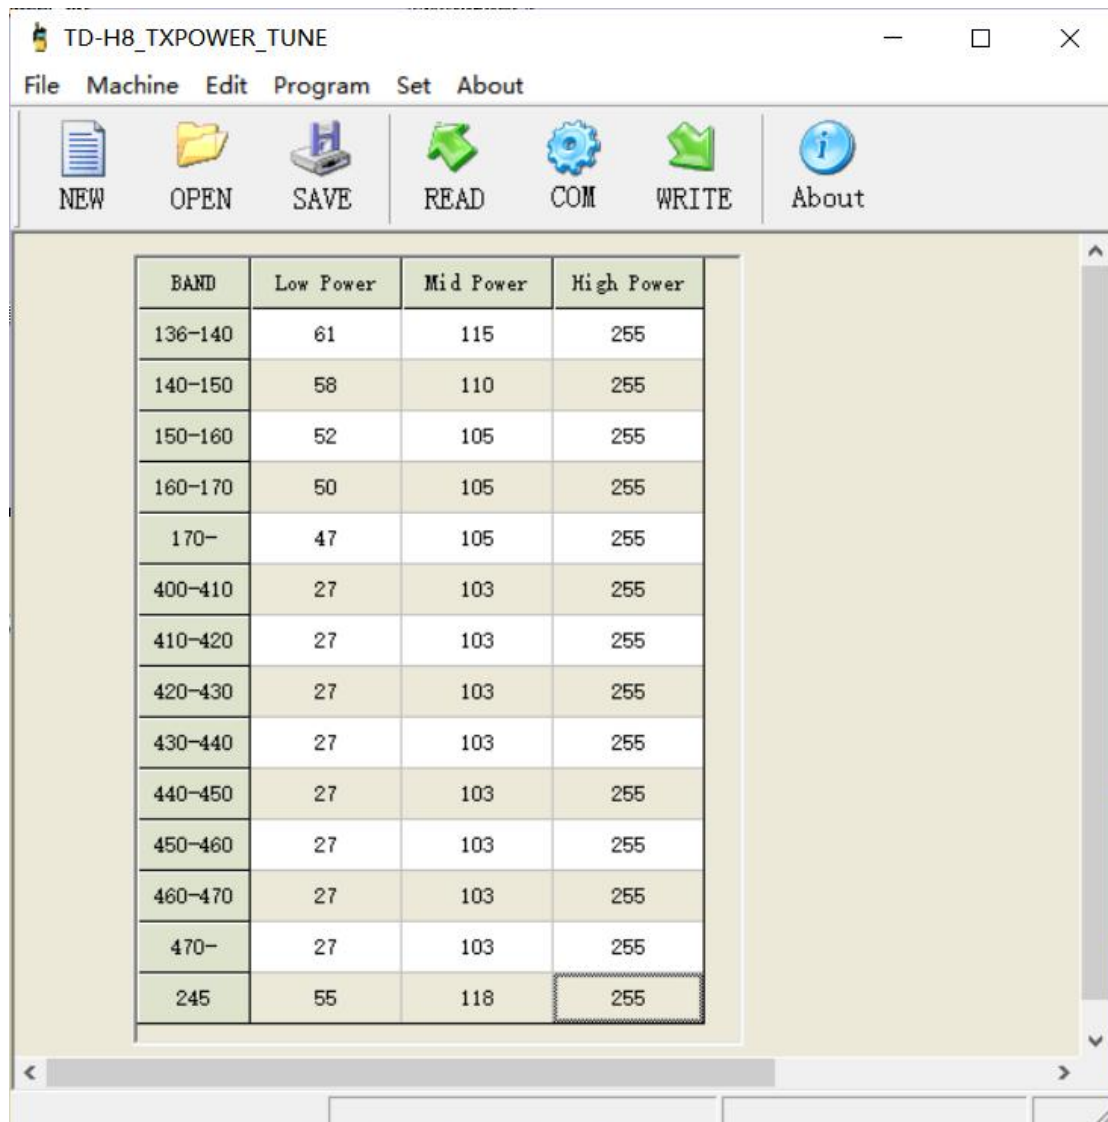 TD-H8_TXPOWER_TUNE
File Machine Edit Program Set About
NEW OPEN SAVE READ COM WRITE About
BAND Low Power Mid Power High Power
136-140 61 115 255
140-150 58 110 255
150-160 52 105 255
160-170 50 105 255
170- 47 105 255
400-410 27 103 255
410-420 27 103 255
420-430 27 103 255
430-440 27 103 255
440-450 27 103 255
450-460 27 103 255
460-470 27 103 255
470- 27 103 255
245 55 118 255